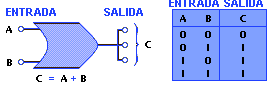 ENTRADA SALIDA
A
B
C
C = A + B
ENTRADA SALIDA
A B C
0 0 0
0 1 1
1 0 1
1 1 1